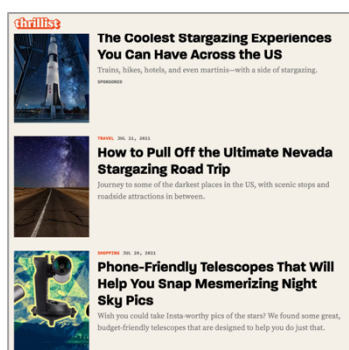 thrillist
The Coolest Stargazing Experiences
You Can Have Across the US
Trains, hikes, hotels, and even martinis—with a side of stargazing.
SPONSORED
TRAVEL JUL 21, 2021
How to Pull Off the Ultimate Nevada
Stargazing Road Trip
Journey to some of the darkest places in the US, with scenic stops and
roadside attractions in between.
SHOPPING JUL 20, 2021
Phone-Friendly Telescopes That Will
Help You Snap Mesmerizing Night
Sky Pics
Wish you could take Insta-worthy pics of the stars? We found some great,
budget-friendly telescopes that are designed to help you do just that.